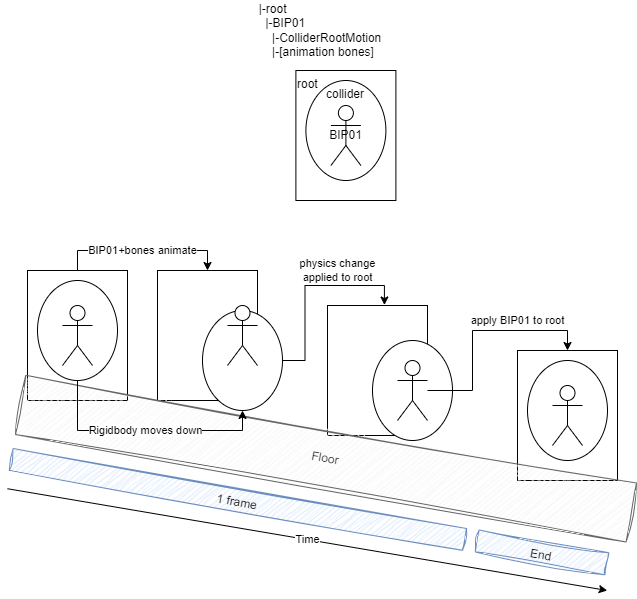 |-root
|-BIP01
|-ColliderRootMotion
|-[animation bones]
root
collider
BIP01
BIP01+bones animate
physics change
applied to root
apply BIP01 to root
Rigidbody moves down
Floor
1 frame
Time
End